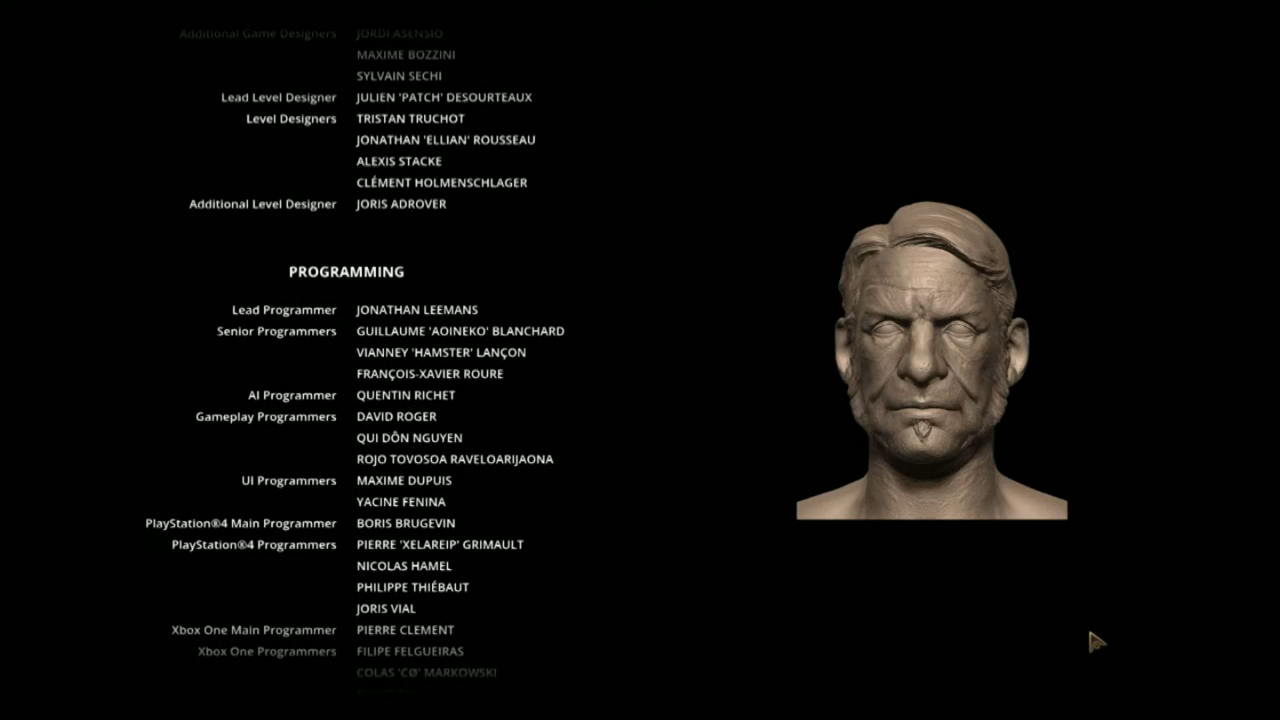 Additional Game Designers JORDI ASENSIO
MAXIME BOZZINI
SYLVAIN SECHI
Lead Level Designer JULIEN 'PATCH' DESOURTEAUX
Level Designers TRISTAN TRUCHOT
JONATHAN 'ELLIAN' ROUSSEAU
ALEXIS STACKE
CLÉMENT HOLMENSCHLAGER
Additional Level Designer JORIS ADROVER
PROGRAMMING
Lead Programmer JONATHAN LEEMANS
Senior Programmers GUILLAUME 'AOINEKO' BLANCHARD
VIANNEY 'HAMSTER' LANÇON
FRANÇOIS-XAVIER ROURE
AI Programmer QUENTIN RICHET
Gameplay Programmers DAVID ROGER
QUI DÔN NGUYEN
ROJO TOVOSOA RAVELOARIJAONA
UI Programmers MAXIME DUPUIS
YACINE FENINA
PlayStation®4 Main Programmer BORIS BRUGEVIN
PlayStation®4 Programmers PIERRE 'XELAREIP' GRIMAULT
NICOLAS HAMEL
PHILIPPE THIÉBAUT
JORIS VIAL
Xbox One Main Programmer PIERRE CLEMENT
Xbox One Programmers FILIPE FELGUEIRAS
COLAS 'CØ' MARKOWSKI